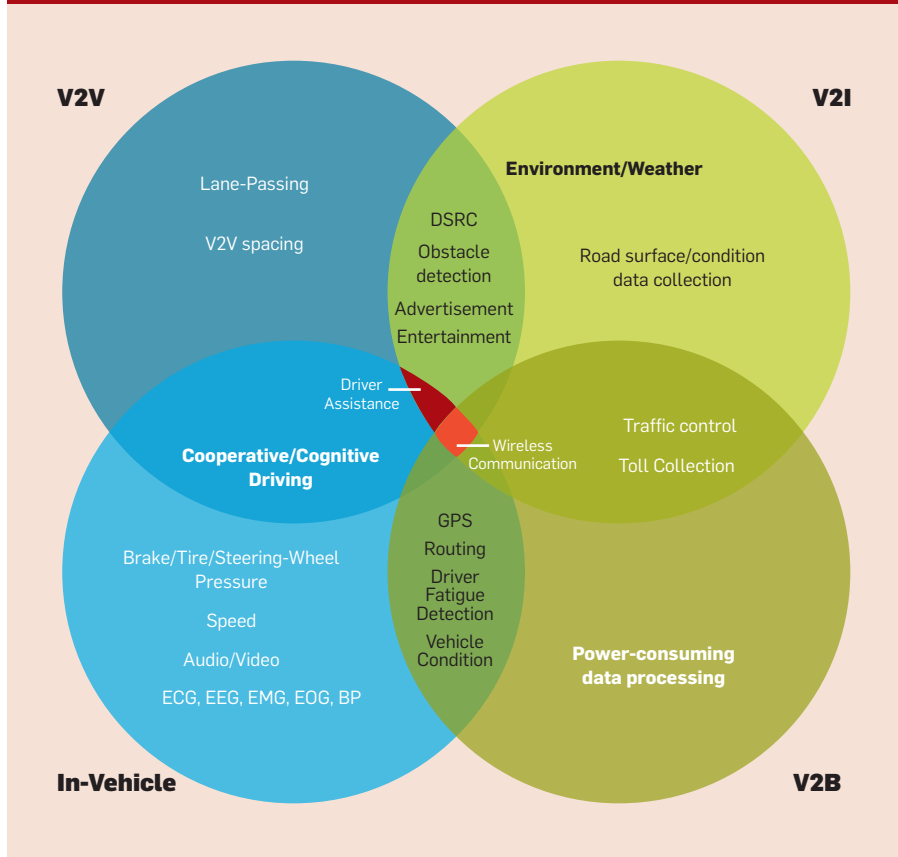 V2V
V2I
Lane-Passing
V2V spacing
Environment/Weather
DSRC
Obstacle
detection
Advertisement
Entertainment
Road surface/condition
data collection
Driver
Assistance
Wireless
Communication
Cooperative/Cognitive
Driving
Traffic control
Toll Collection
Brake/Tire/Steering-Wheel
Pressure
Speed
Audio/Video
ECG, EEG, EMG, EOG, BP
GPS
Routing
Driver
Fatigue
Detection
Vehicle
Condition
Power-consuming
data processing
In-Vehicle
V2B